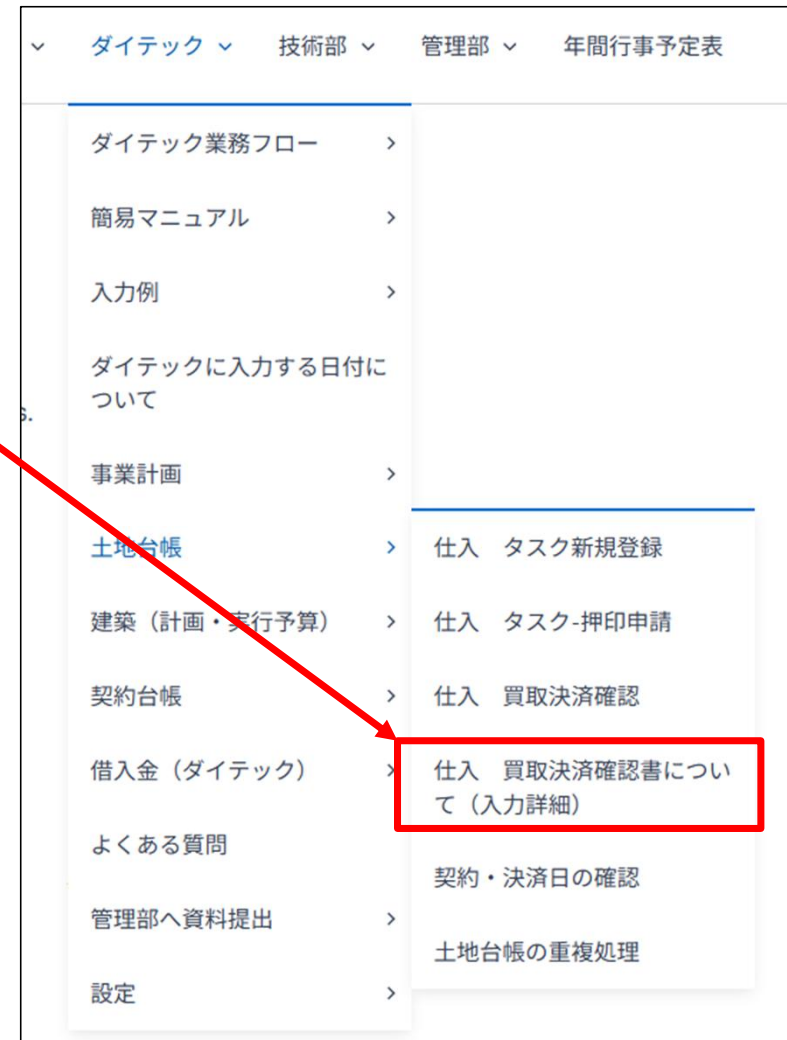 ダイテック 技術部 管理部 年間行事予定表
ダイテック業務フロー
簡易マニュアル
入力例
ダイテックに入力する日付に
ついて
s.
事業計画
土地台帳
建築（計画・実行予算）
契約台帳
借入金（ダイテック）
よくある質問
管理部へ資料提出
設定
仕入　タスク新規登録
仕入　タスク-押印申請
仕入　買取決済確認
仕入　買取決済確認書につい
て（入力詳細）
契約・決済日の確認
土地台帳の重複処理